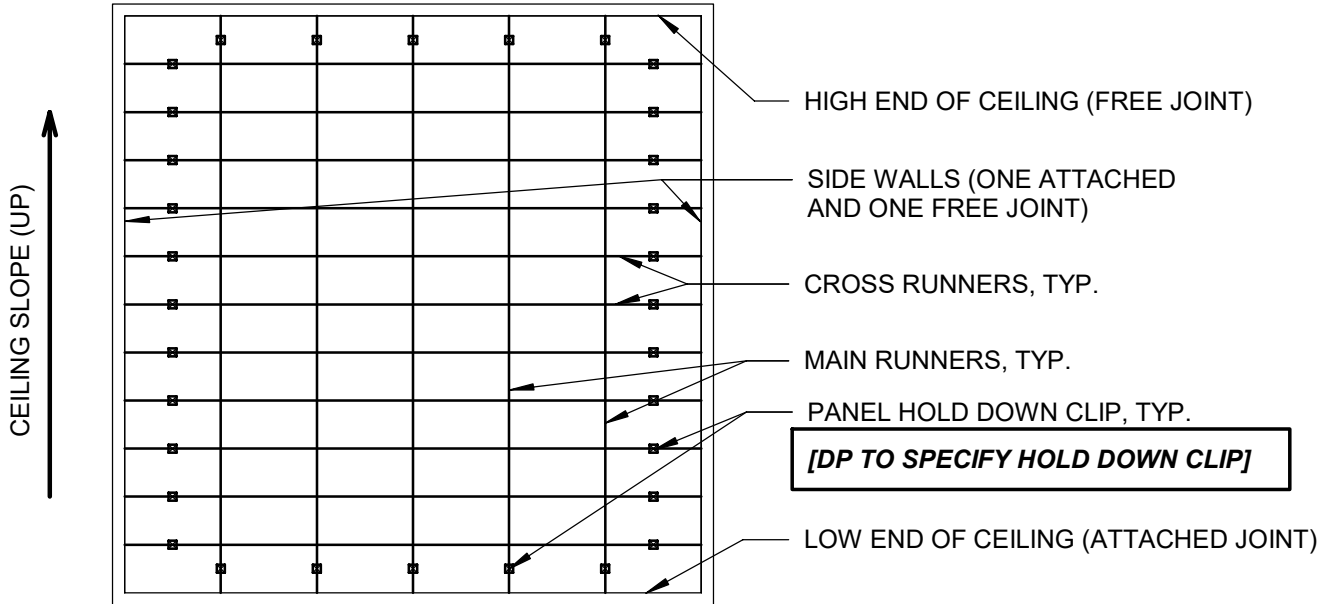 HIGH END OF CEILING (FREE JOINT)
SIDE WALLS (ONE ATTACHED
AND ONE FREE JOINT)
CEILING SLOPE (UP)
CROSS RUNNERS, TYP.
MAIN RUNNERS, TYP.
PANEL HOLD DOWN CLIP, TYP.
[DP TO SPECIFY HOLD DOWN CLIP]
LOW END OF CEILING (ATTACHED JOINT)